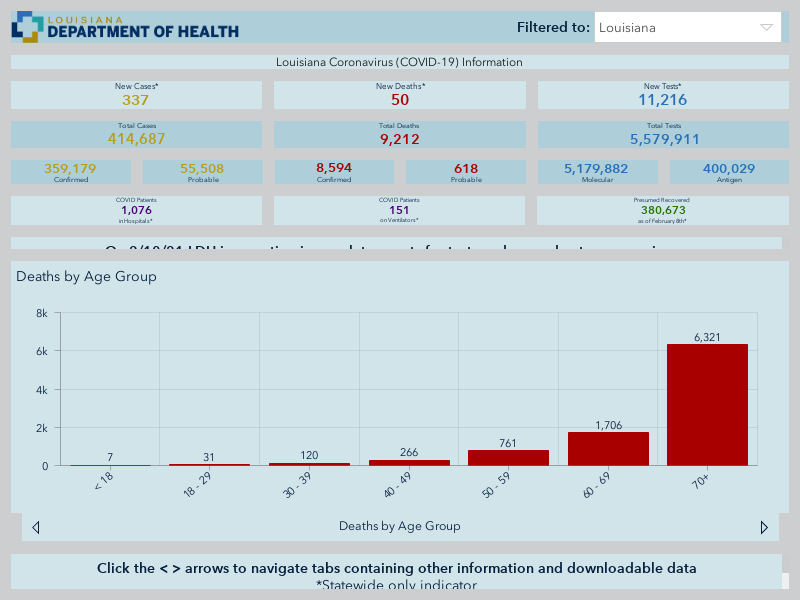 LOUISIANA
DEPARTMENT OF HEALTH
Filtered to:
Louisiana
Louisiana Coronavirus (COVID-19) Information
New Cases*
337
New Deaths*
50
New Tests*
11,216
Total Cases
414,687
Total Deaths
9,212
Total Tests
5,579,911
359,179
Confirmed
55,508
Probable
8,594
Confirmed
618
Probable
5,179,882
Molecular
400,029
Antigen
COVID Patients
1,076
in Hospitals*
COVID Patients
151
on Ventilators*
Presumed Recovered
380,673
as of February 8th*
Deaths by Age Group
8k
6k
4k
2k
0
7
31
120
266
761
1,706
6,321
< 18
18 - 29
30 - 39
40 - 49
50 - 59
60 - 69
70+
Deaths by Age Group
Click the < > arrows to navigate tabs containing other information and downloadable data
*Statewide only indicator